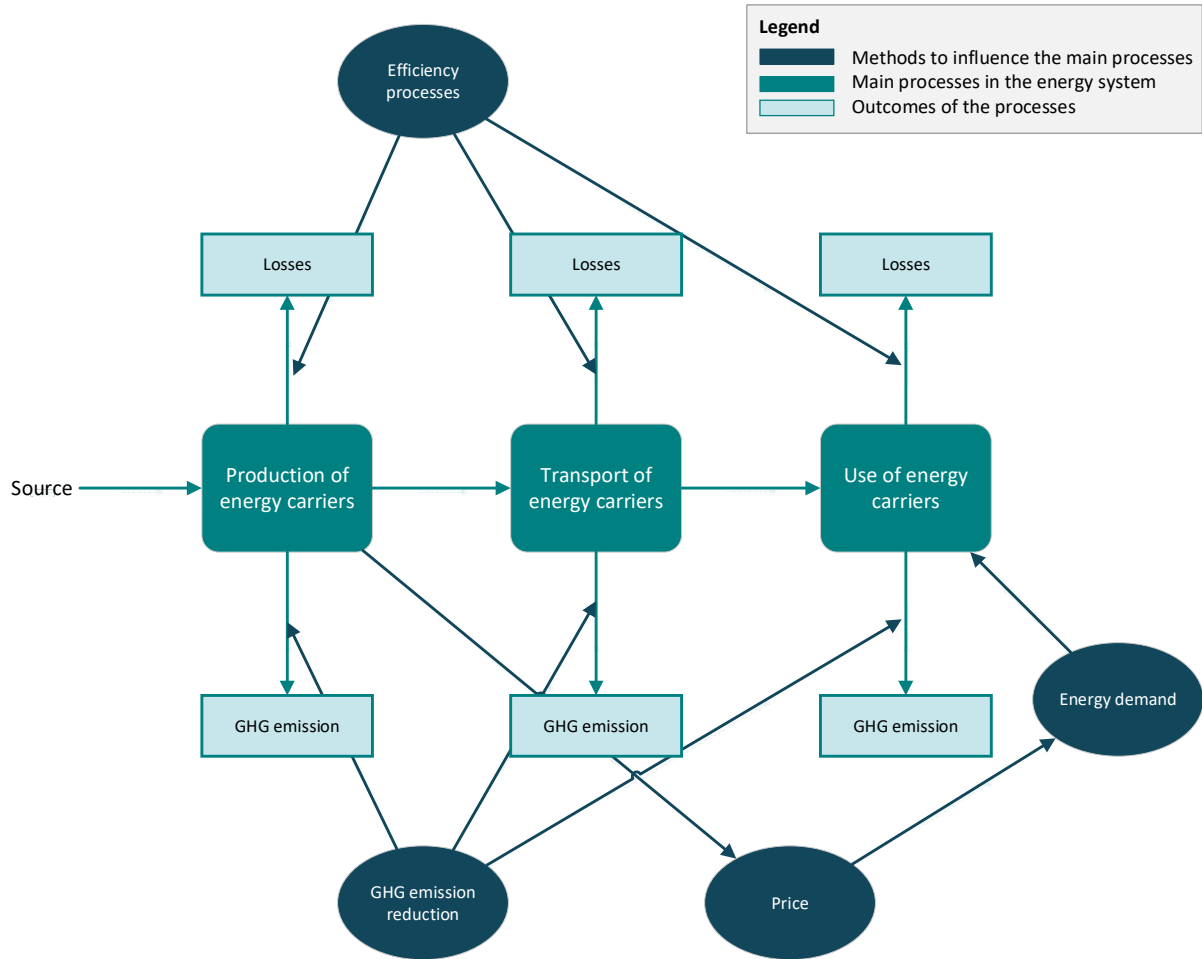 Legend
Methods to influence the main processes
Main processes in the energy system
Outcomes of the processes
Efficiency
processes
Losses
Losses
Losses
Source
Production of
energy carriers
Transport of
energy carriers
Use of energy
carriers
GHG emission
GHG emission
GHG emission
Energy demand
GHG emission
reduction
Price